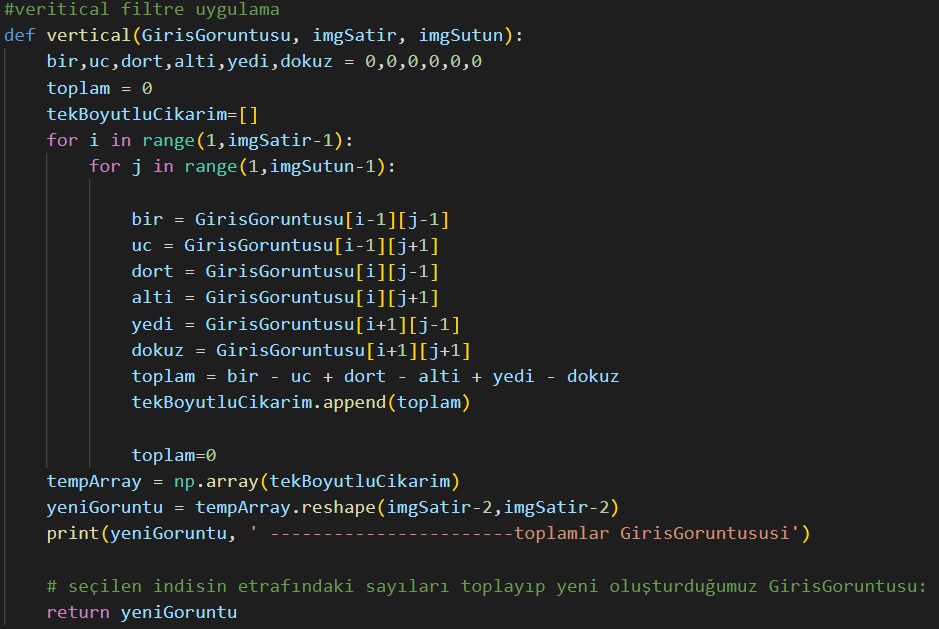 #veritical filtre uygulama
def vertical(GirisGoruntusu, imgSatir, imgSutun):
    bir,uc,dort,alti,yedi,dokuz = 0,0,0,0,0,0
    toplam = 0
    tekBoyutluCikarim=[]
    for i in range(1,imgSatir-1):
        for j in range(1,imgSutun-1):
            bir = GirisGoruntusu[i-1][j-1]
            uc = GirisGoruntusu[i-1][j+1]
            dort = GirisGoruntusu[i][j-1]
            alti = GirisGoruntusu[i][j+1]
            yedi = GirisGoruntusu[i+1][j-1]
            dokuz = GirisGoruntusu[i+1][j+1]
            toplam = bir - uc + dort - alti + yedi - dokuz
            tekBoyutluCikarim.append(toplam)
            toplam=0
    tempArray = np.array(tekBoyutluCikarim)
    yeniGoruntu = tempArray.reshape(imgSatir-2,imgSatir-2)
    print(yeniGoruntu, ' -----------------------toplamlar GirisGoruntususi')
    # seçilen indisin etrafındaki sayıları toplayıp yeni oluşturduğumuz GirisGoruntusu:
    return yeniGoruntu